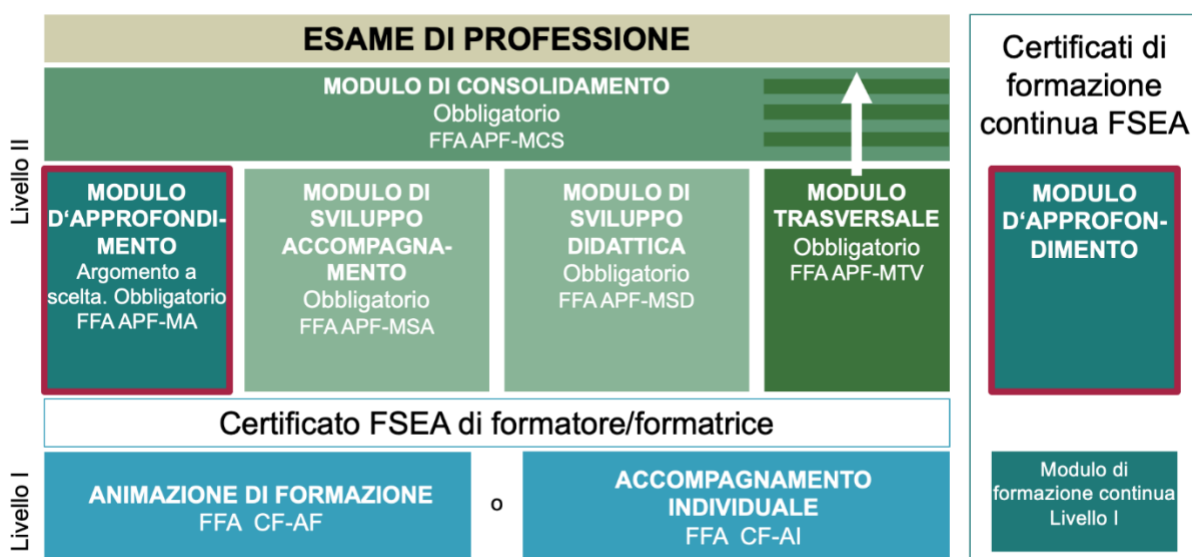 ESAME DI PROFESSIONE
MODULO DI CONSOLIDAMENTO
Obbligatorio
FFA APF-MCS
Livello II
MODULO
D‘APPROFONDI-
MENTO
Argomento a
scelta. Obbligatorio
FFA APF-MA
MODULO DI
SVILUPPO
ACCOMPAGNA-
MENTO
Obbligatorio
FFA APF-MSA
MODULO DI
SVILUPPO
DIDATTICA
Obbligatorio
FFA APF-MSD
MODULO
TRASVERSALE
Obbligatorio
FFA APF-MTV
Certificato FSEA di formatore/formatrice
Livello I
ANIMAZIONE DI FORMAZIONE
FFA CF-AF
o
ACCOMPAGNAMENTO
INDIVIDUALE
FFA CF-AI
Certificati di
formazione
continua FSEA
MODULO
D‘APPROFON-
DIMENTO
Modulo di
formazione continua
Livello I